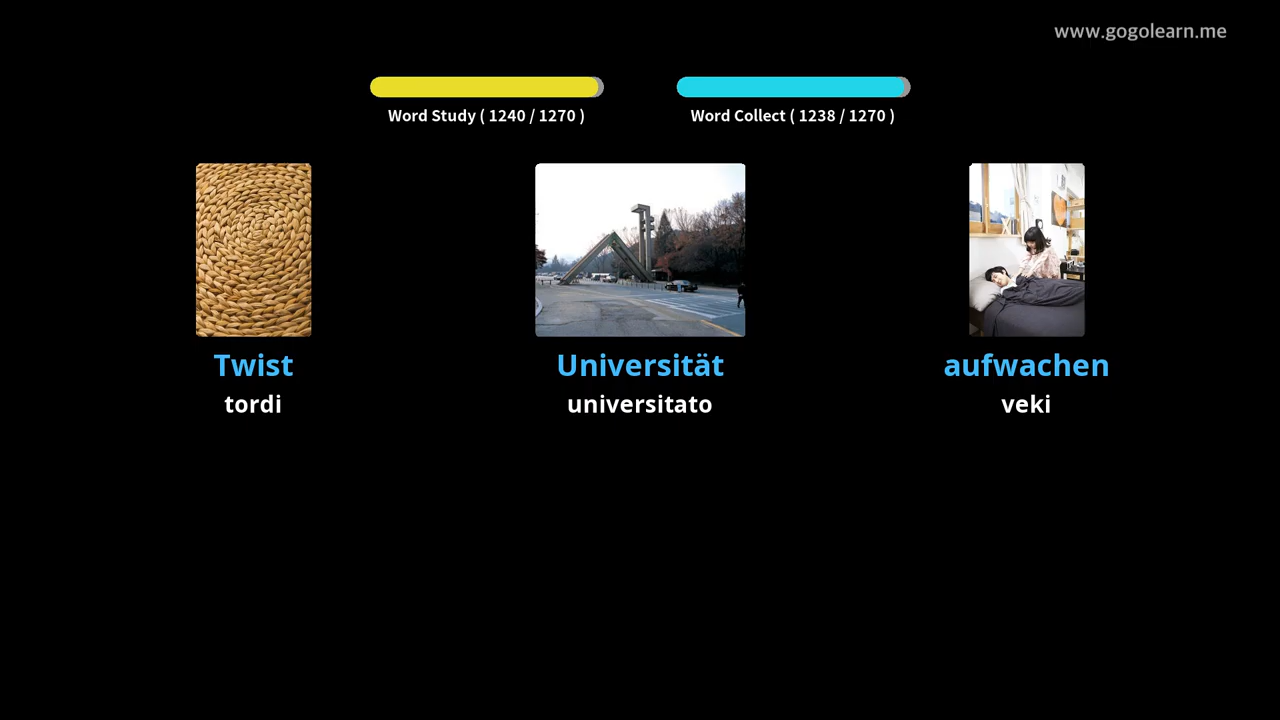 www.gogolearn.me
Word Study ( 1240 / 1270 )
Word Collect ( 1238 / 1270 )
Twist
Universität
aufwachen
tordi
universitato
veki